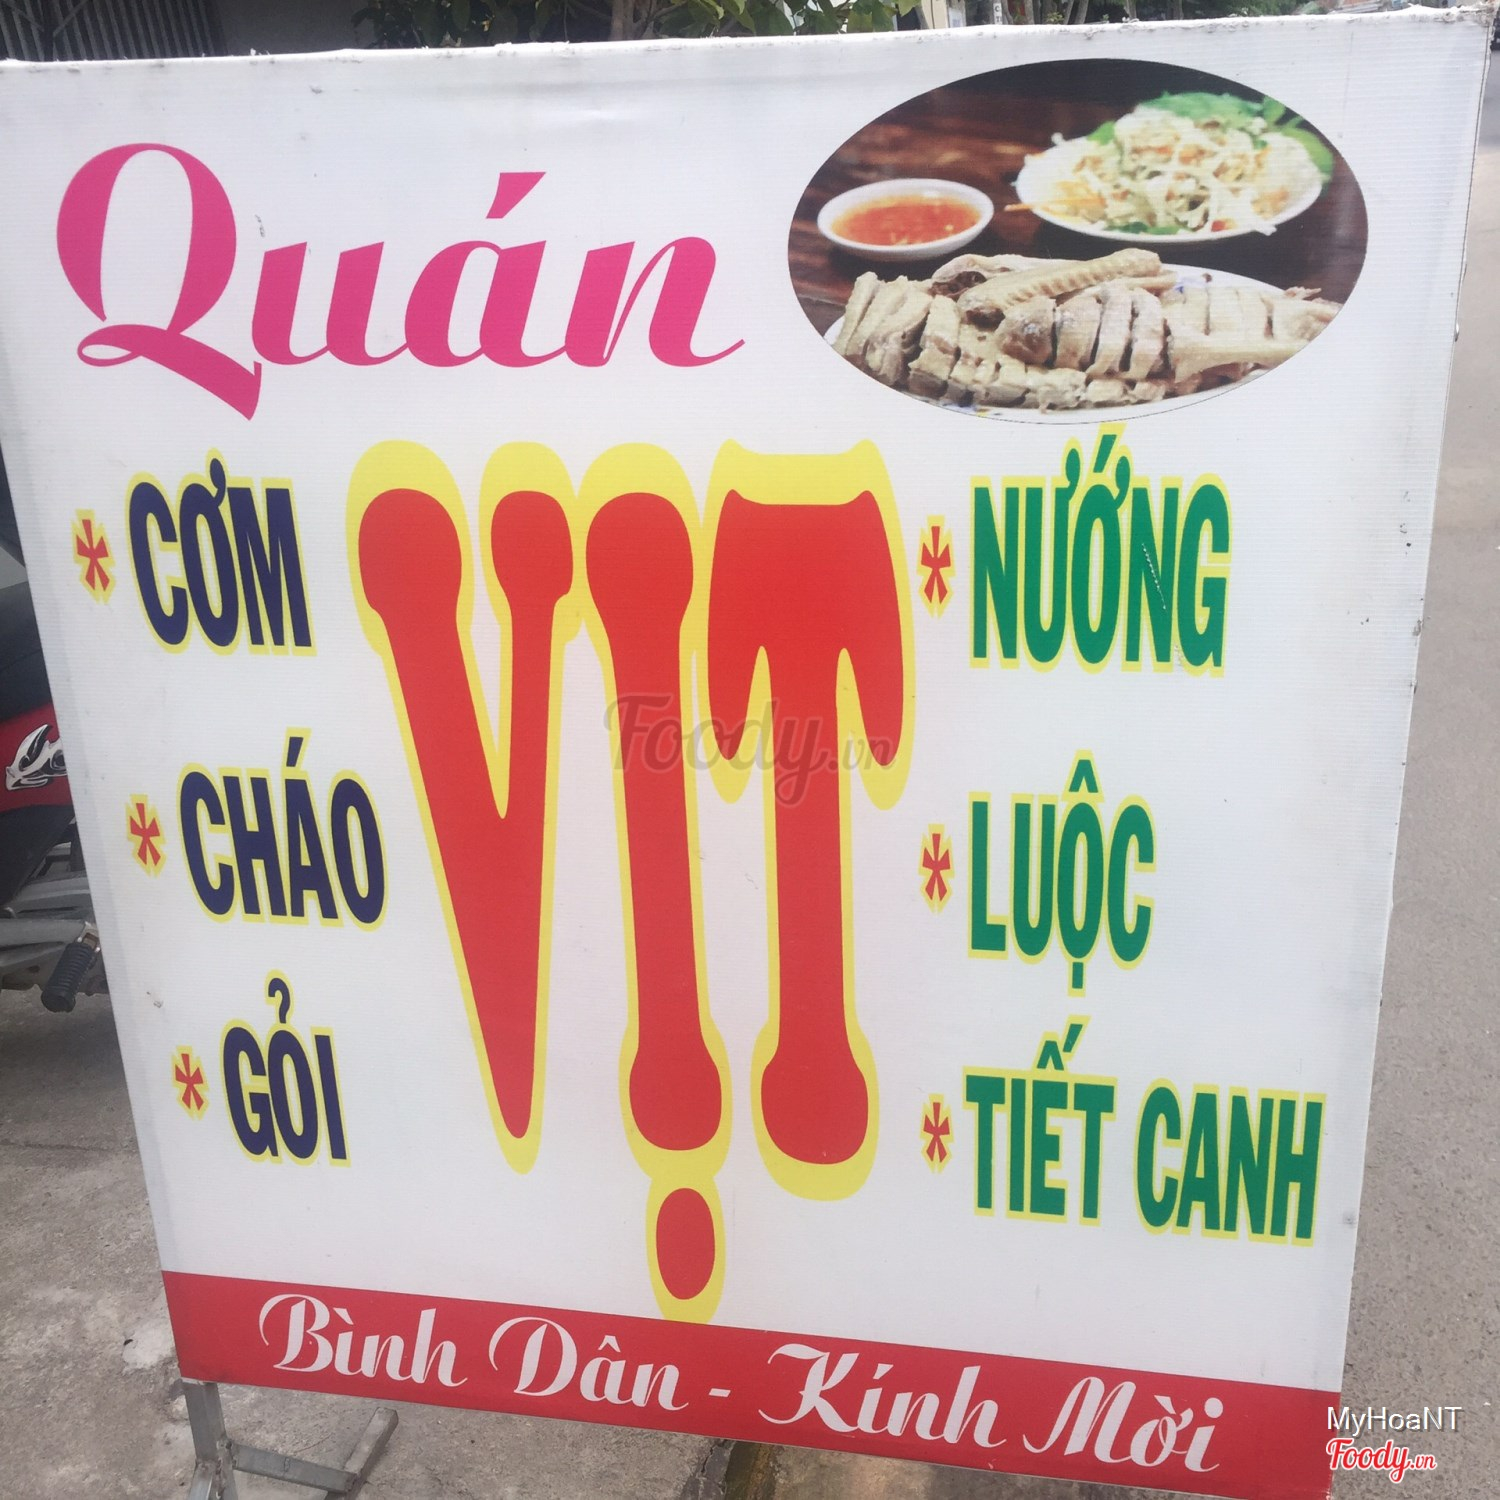 Quán
VỊT
* CƠM
* CHÁO
* GỎI
* NƯỚNG
* LUỘC
* TIẾT CANH
Bình Dân - Kính Mời
Foody.vn
MyHoaNT
Foody.vn